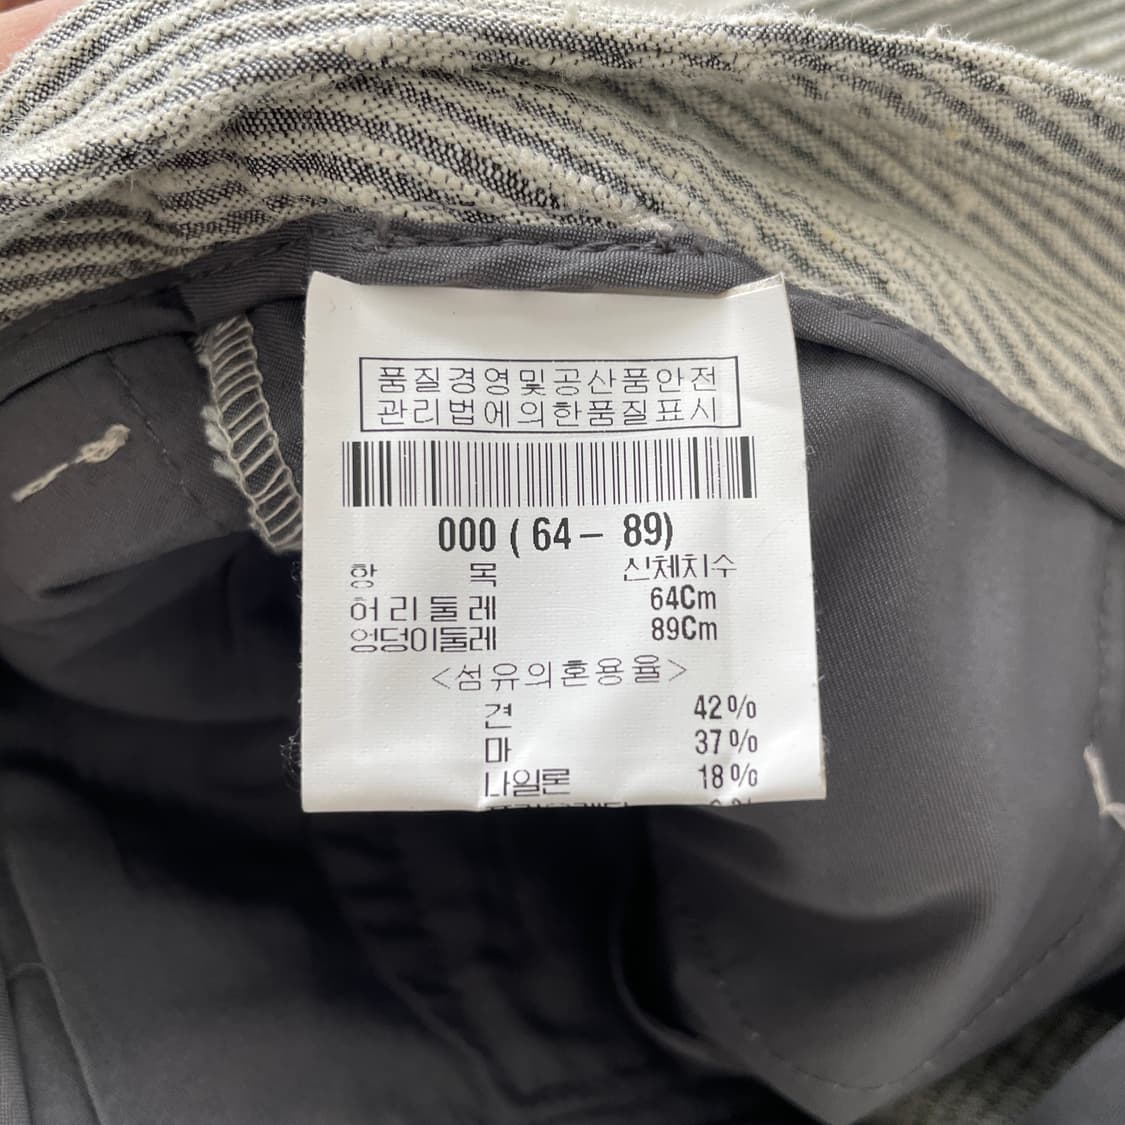 품질경영및공산품안전
관리법에의한품질표시
000 ( 64 – 89)
항 목 신체치수
허리둘레 64Cm
엉덩이둘레 89Cm
<섬유의혼용율>
견 42%
마 37%
나일론 18%